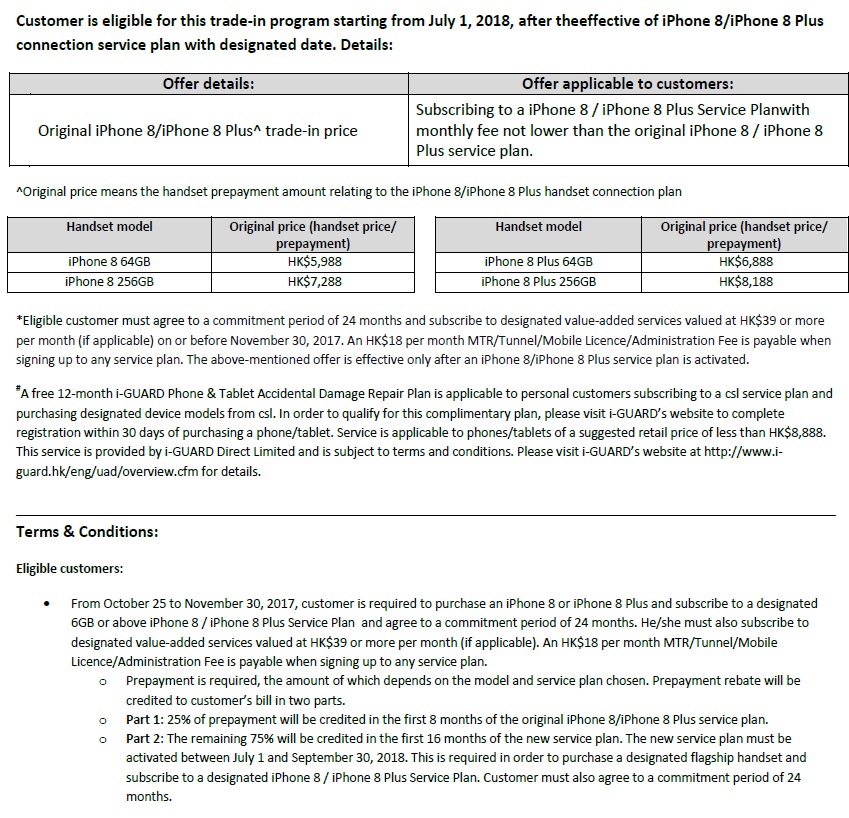 Customer is eligible for this trade-in program starting from July 1, 2018, after theeffective of iPhone 8/iPhone 8 Plus
connection service plan with designated date. Details:
Offer details:
Offer applicable to customers:
Original iPhone 8/iPhone 8 Plus^ trade-in price
Subscribing to a iPhone 8 / iPhone 8 Plus Service Planwith
monthly fee not lower than the original iPhone 8 / iPhone 8
Plus service plan.
^Original price means the handset prepayment amount relating to the iPhone 8/iPhone 8 Plus handset connection plan
Handset model
Original price (handset price/
prepayment)
iPhone 8 64GB
HK$5,988
iPhone 8 256GB
HK$7,288
Handset model
Original price (handset price/
prepayment)
iPhone 8 Plus 64GB
HK$6,888
iPhone 8 Plus 256GB
HK$8,188
*Eligible customer must agree to a commitment period of 24 months and subscribe to designated value-added services valued at HK$39 or more
per month (if applicable) on or before November 30, 2017. An HK$18 per month MTR/Tunnel/Mobile Licence/Administration Fee is payable when
signing up to any service plan. The above-mentioned offer is effective only after an iPhone 8/iPhone 8 Plus service plan is activated.
#A free 12-month i-GUARD Phone & Tablet Accidental Damage Repair Plan is applicable to personal customers subscribing to a csl service plan and
purchasing designated device models from csl. In order to qualify for this complimentary plan, please visit i-GUARD's website to complete
registration within 30 days of purchasing a phone/tablet. Service is applicable to phones/tablets of a suggested retail price of less than HK$8,888.
This service is provided by i-GUARD Direct Limited and is subject to terms and conditions. Please visit i-GUARD's website at http://www.i-
guard.hk/eng/uad/overview.cfm for details.
Terms & Conditions:
Eligible customers:
• From October 25 to November 30, 2017, customer is required to purchase an iPhone 8 or iPhone 8 Plus and subscribe to a designated
6GB or above iPhone 8 / iPhone 8 Plus Service Plan and agree to a commitment period of 24 months. He/she must also subscribe to
designated value-added services valued at HK$39 or more per month (if applicable). An HK$18 per month MTR/Tunnel/Mobile
Licence/Administration Fee is payable when signing up to any service plan.
o Prepayment is required, the amount of which depends on the model and service plan chosen. Prepayment rebate will be
credited to customer's bill in two parts.
o Part 1: 25% of prepayment will be credited in the first 8 months of the original iPhone 8/iPhone 8 Plus service plan.
o Part 2: The remaining 75% will be credited in the first 16 months of the new service plan. The new service plan must be
activated between July 1 and September 30, 2018. This is required in order to purchase a designated flagship handset and
subscribe to a designated iPhone 8 / iPhone 8 Plus Service Plan. Customer must also agree to a commitment period of 24
months.